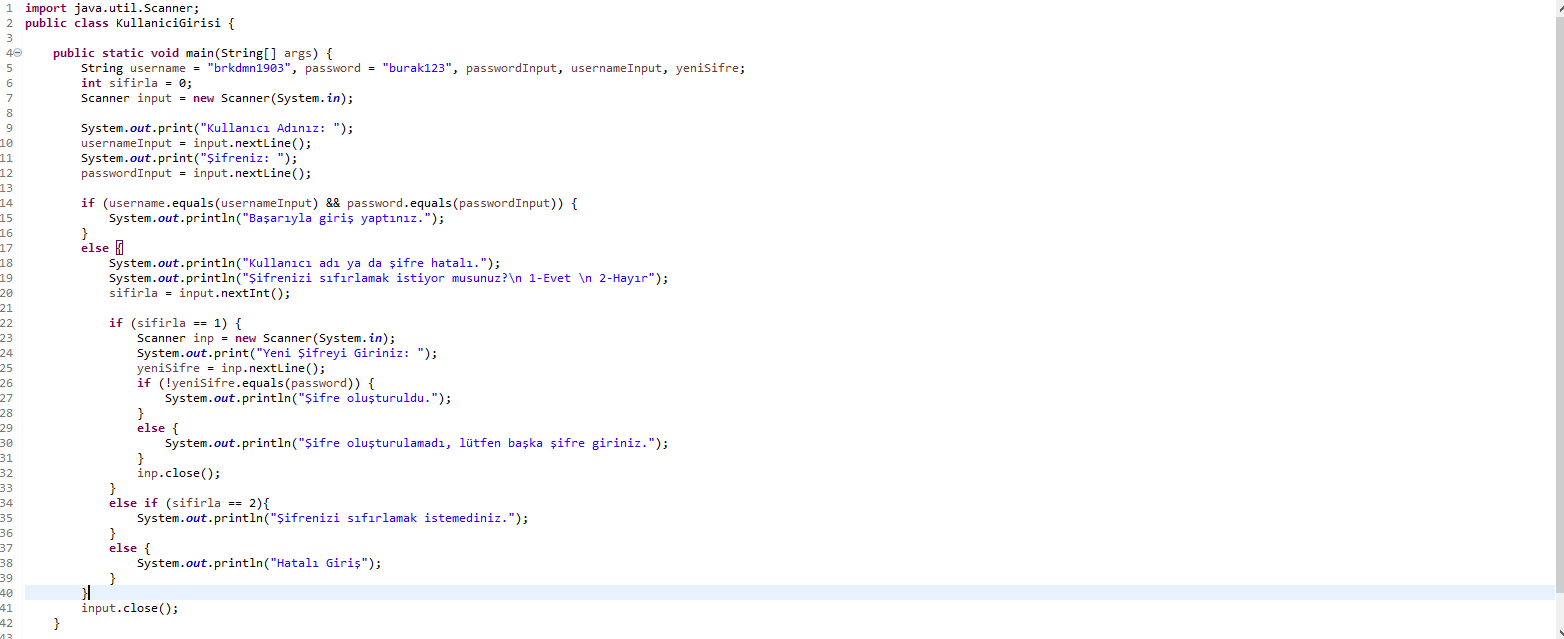 1 import java.util.Scanner;
2 public class KullaniciGirisi {
3
4 public static void main(String[] args) {
5 String username = "brkdmn1903", password = "burak123", passwordInput, usernameInput, yeniSifre;
6 int sifirla = 0;
7 Scanner input = new Scanner(System.in);
8
9 System.out.print("Kullanıcı Adınız: ");
10 usernameInput = input.nextLine();
11 System.out.print("Şifreniz: ");
12 passwordInput = input.nextLine();
13
14 if (username.equals(usernameInput) && password.equals(passwordInput)) {
15 System.out.println("Başarıyla giriş yaptınız.");
16 }
17 else {
18 System.out.println("Kullanıcı adı ya da şifre hatalı.");
19 System.out.println("Şifrenizi sıfırlamak istiyor musunuz?\n 1-Evet \n 2-Hayır");
20 sifirla = input.nextInt();
21
22 if (sifirla == 1) {
23 Scanner inp = new Scanner(System.in);
24 System.out.print("Yeni Şifreyi Giriniz: ");
25 yeniSifre = inp.nextLine();
26 if (!yeniSifre.equals(password)) {
27 System.out.println("Şifre oluşturuldu.");
28 }
29 else {
30 System.out.println("Şifre oluşturulamadı, lütfen başka şifre giriniz.");
31 }
32 inp.close();
33 }
34 else if (sifirla == 2){
35 System.out.println("Şifrenizi sıfırlamak istemediniz.");
36 }
37 else {
38 System.out.println("Hatalı Giriş");
39 }
40 }
41 input.close();
42 }
43